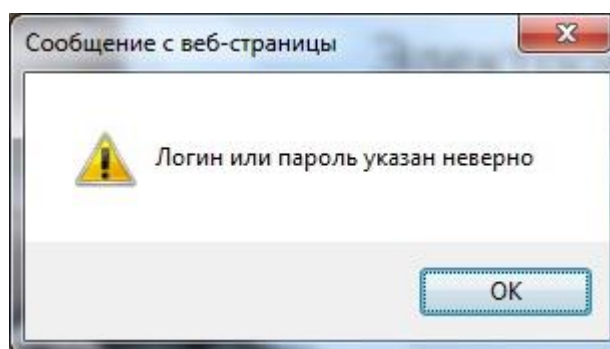 Сообщение с веб-страницы
Логин или пароль указан неверно
OK